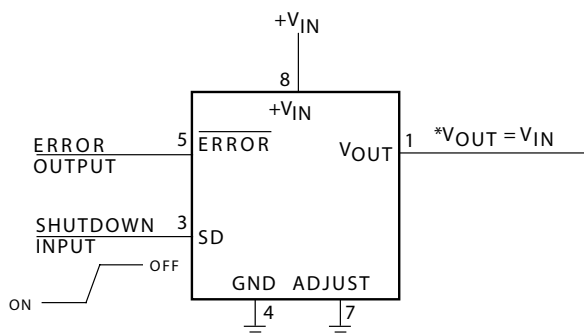 +VIN
8
+VIN
ERROR
OUTPUT
5
ERROR
VOUT
1
*VOUT = VIN
SHUTDOWN
INPUT
3
SD
OFF
ON
GND
ADJUST
4
7